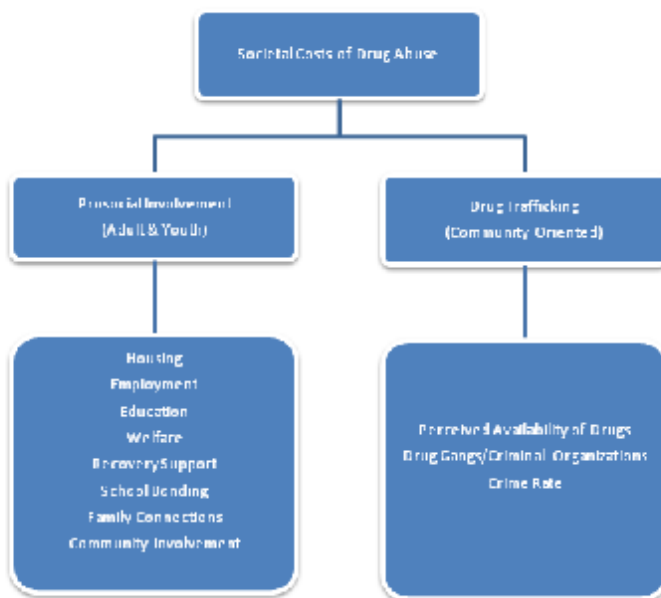 Societal Costs of Drug Abuse
Prosocial Involvement
(Adult & Youth)
Drug Trafficking
(Community Oriented)
Housing
Employment
Education
Welfare
Recovery Support
School Bonding
Family Connections
Community Involvement
Perceived Availability of Drugs
Drug Gangs/Criminal Organizations
Crime Rate